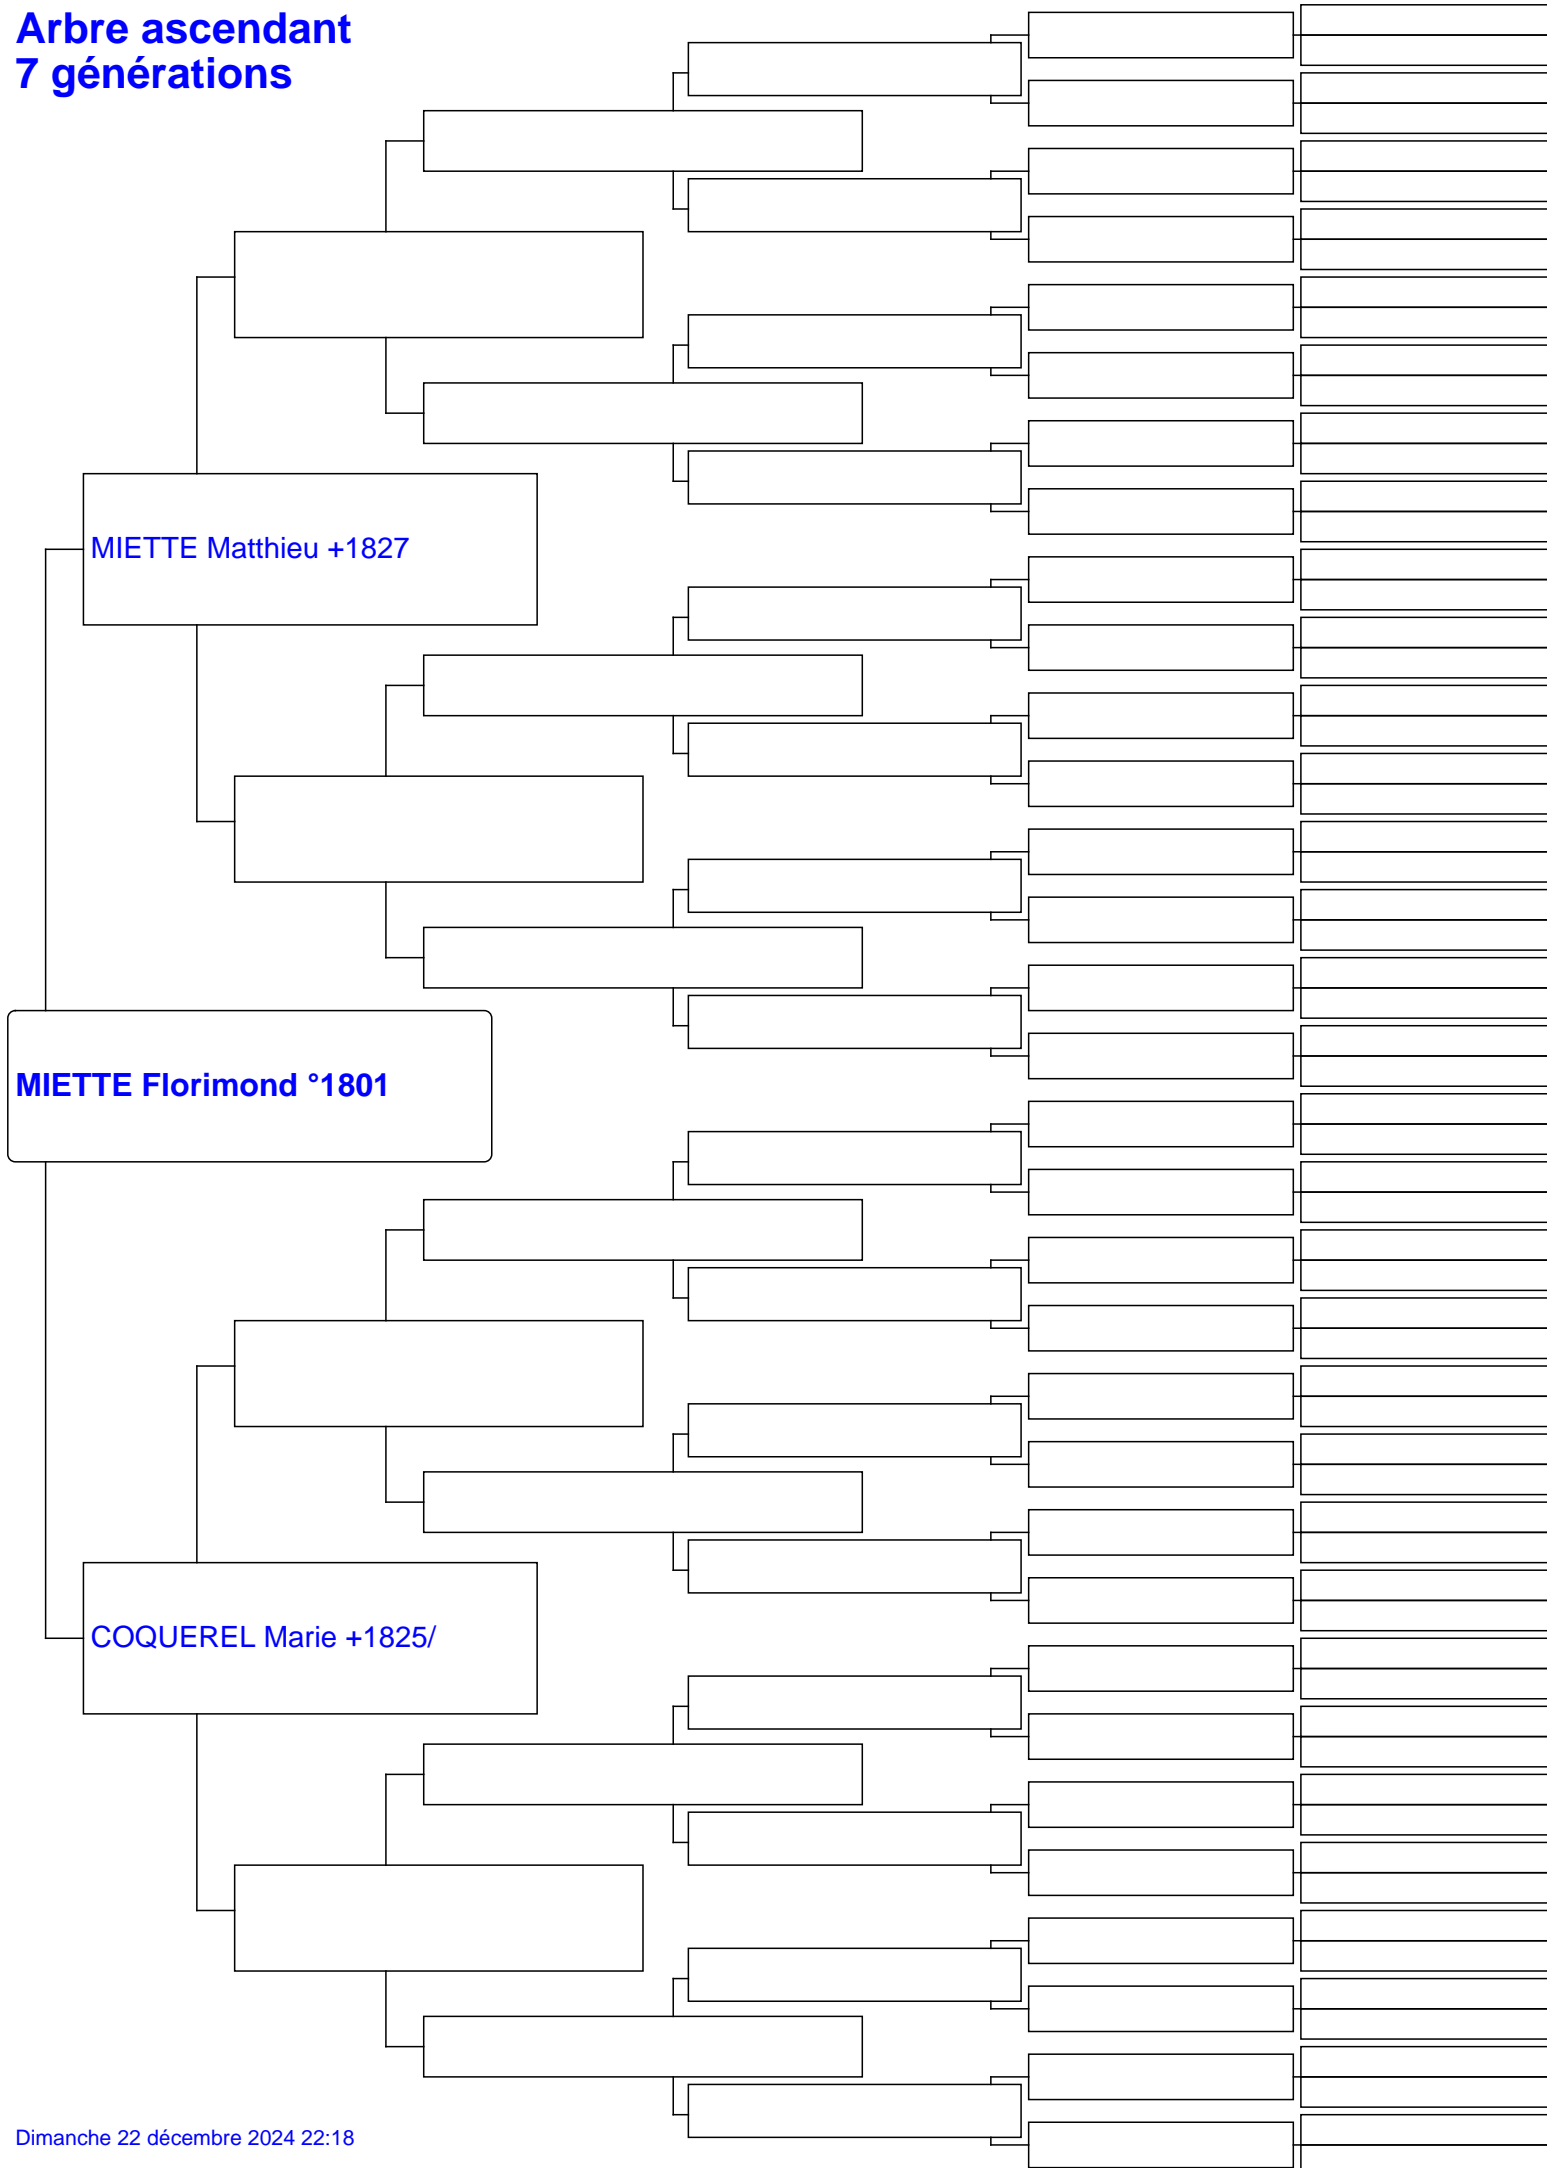 Arbre ascendant
7 générations
MIETTE Matthieu +1827
MIETTE Florimond °1801
COQUEREL Marie +1825/
Dimanche 22 décembre 2024 22:18